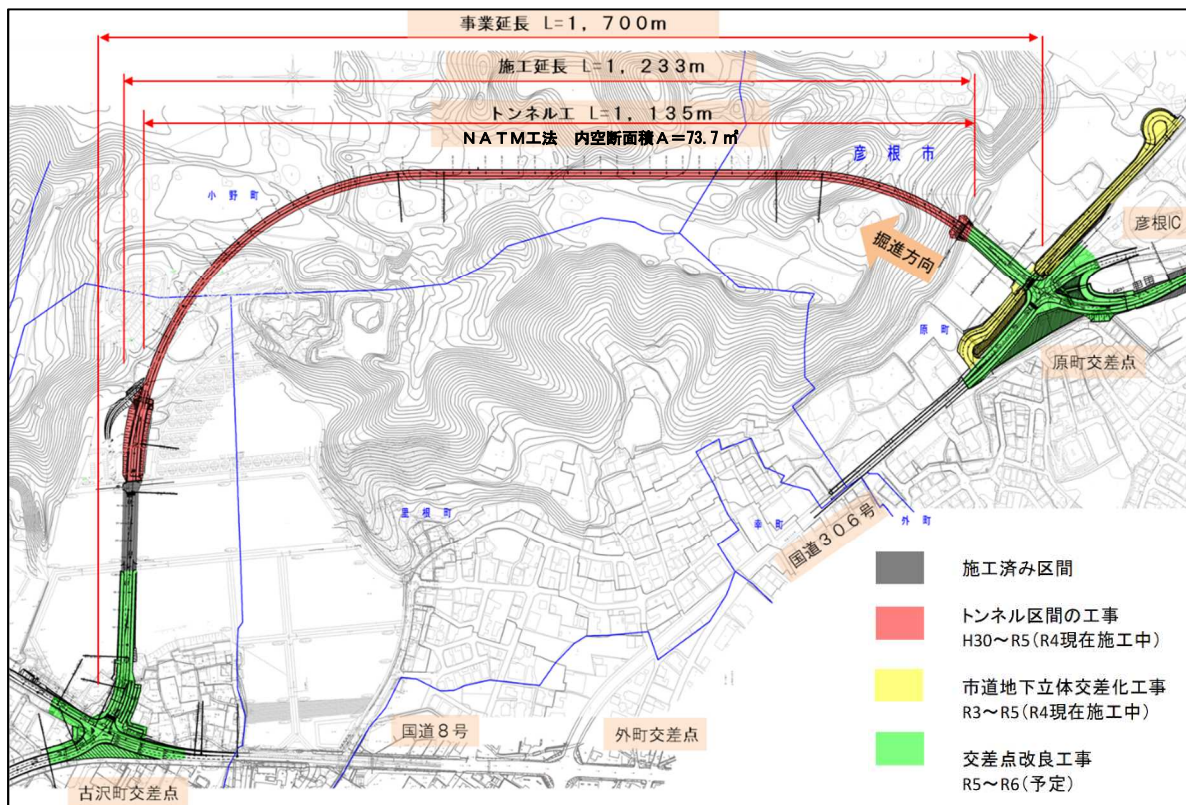 事業延長 L=1，700m
施工延長 L=1，233m
トンネル工 L=1，135m
NATM工法 内空断面積A=73.7㎡
彦根市
小野町
彦根IC
掘進方向
原町
原町交差点
里根町
幸町
外町
国道306号
国道8号
外町交差点
古沢町交差点
施工済み区間
トンネル区間の工事
H30～R5(R4現在施工中)
市道地下立体交差化工事
R3～R5(R4現在施工中)
交差点改良工事
R5～R6(予定)